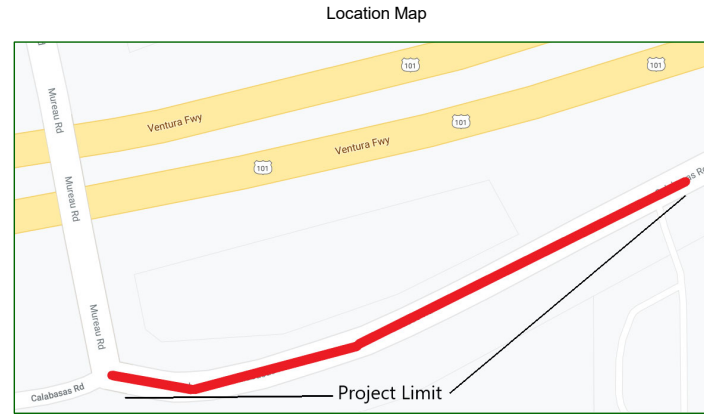 Location Map
101
101
Mureau Rd
Ventura Fwy
101
Ventura Fwy
101
Mureau Rd
Rd
Mureau Rd
Calabasas Rd
Project Limit